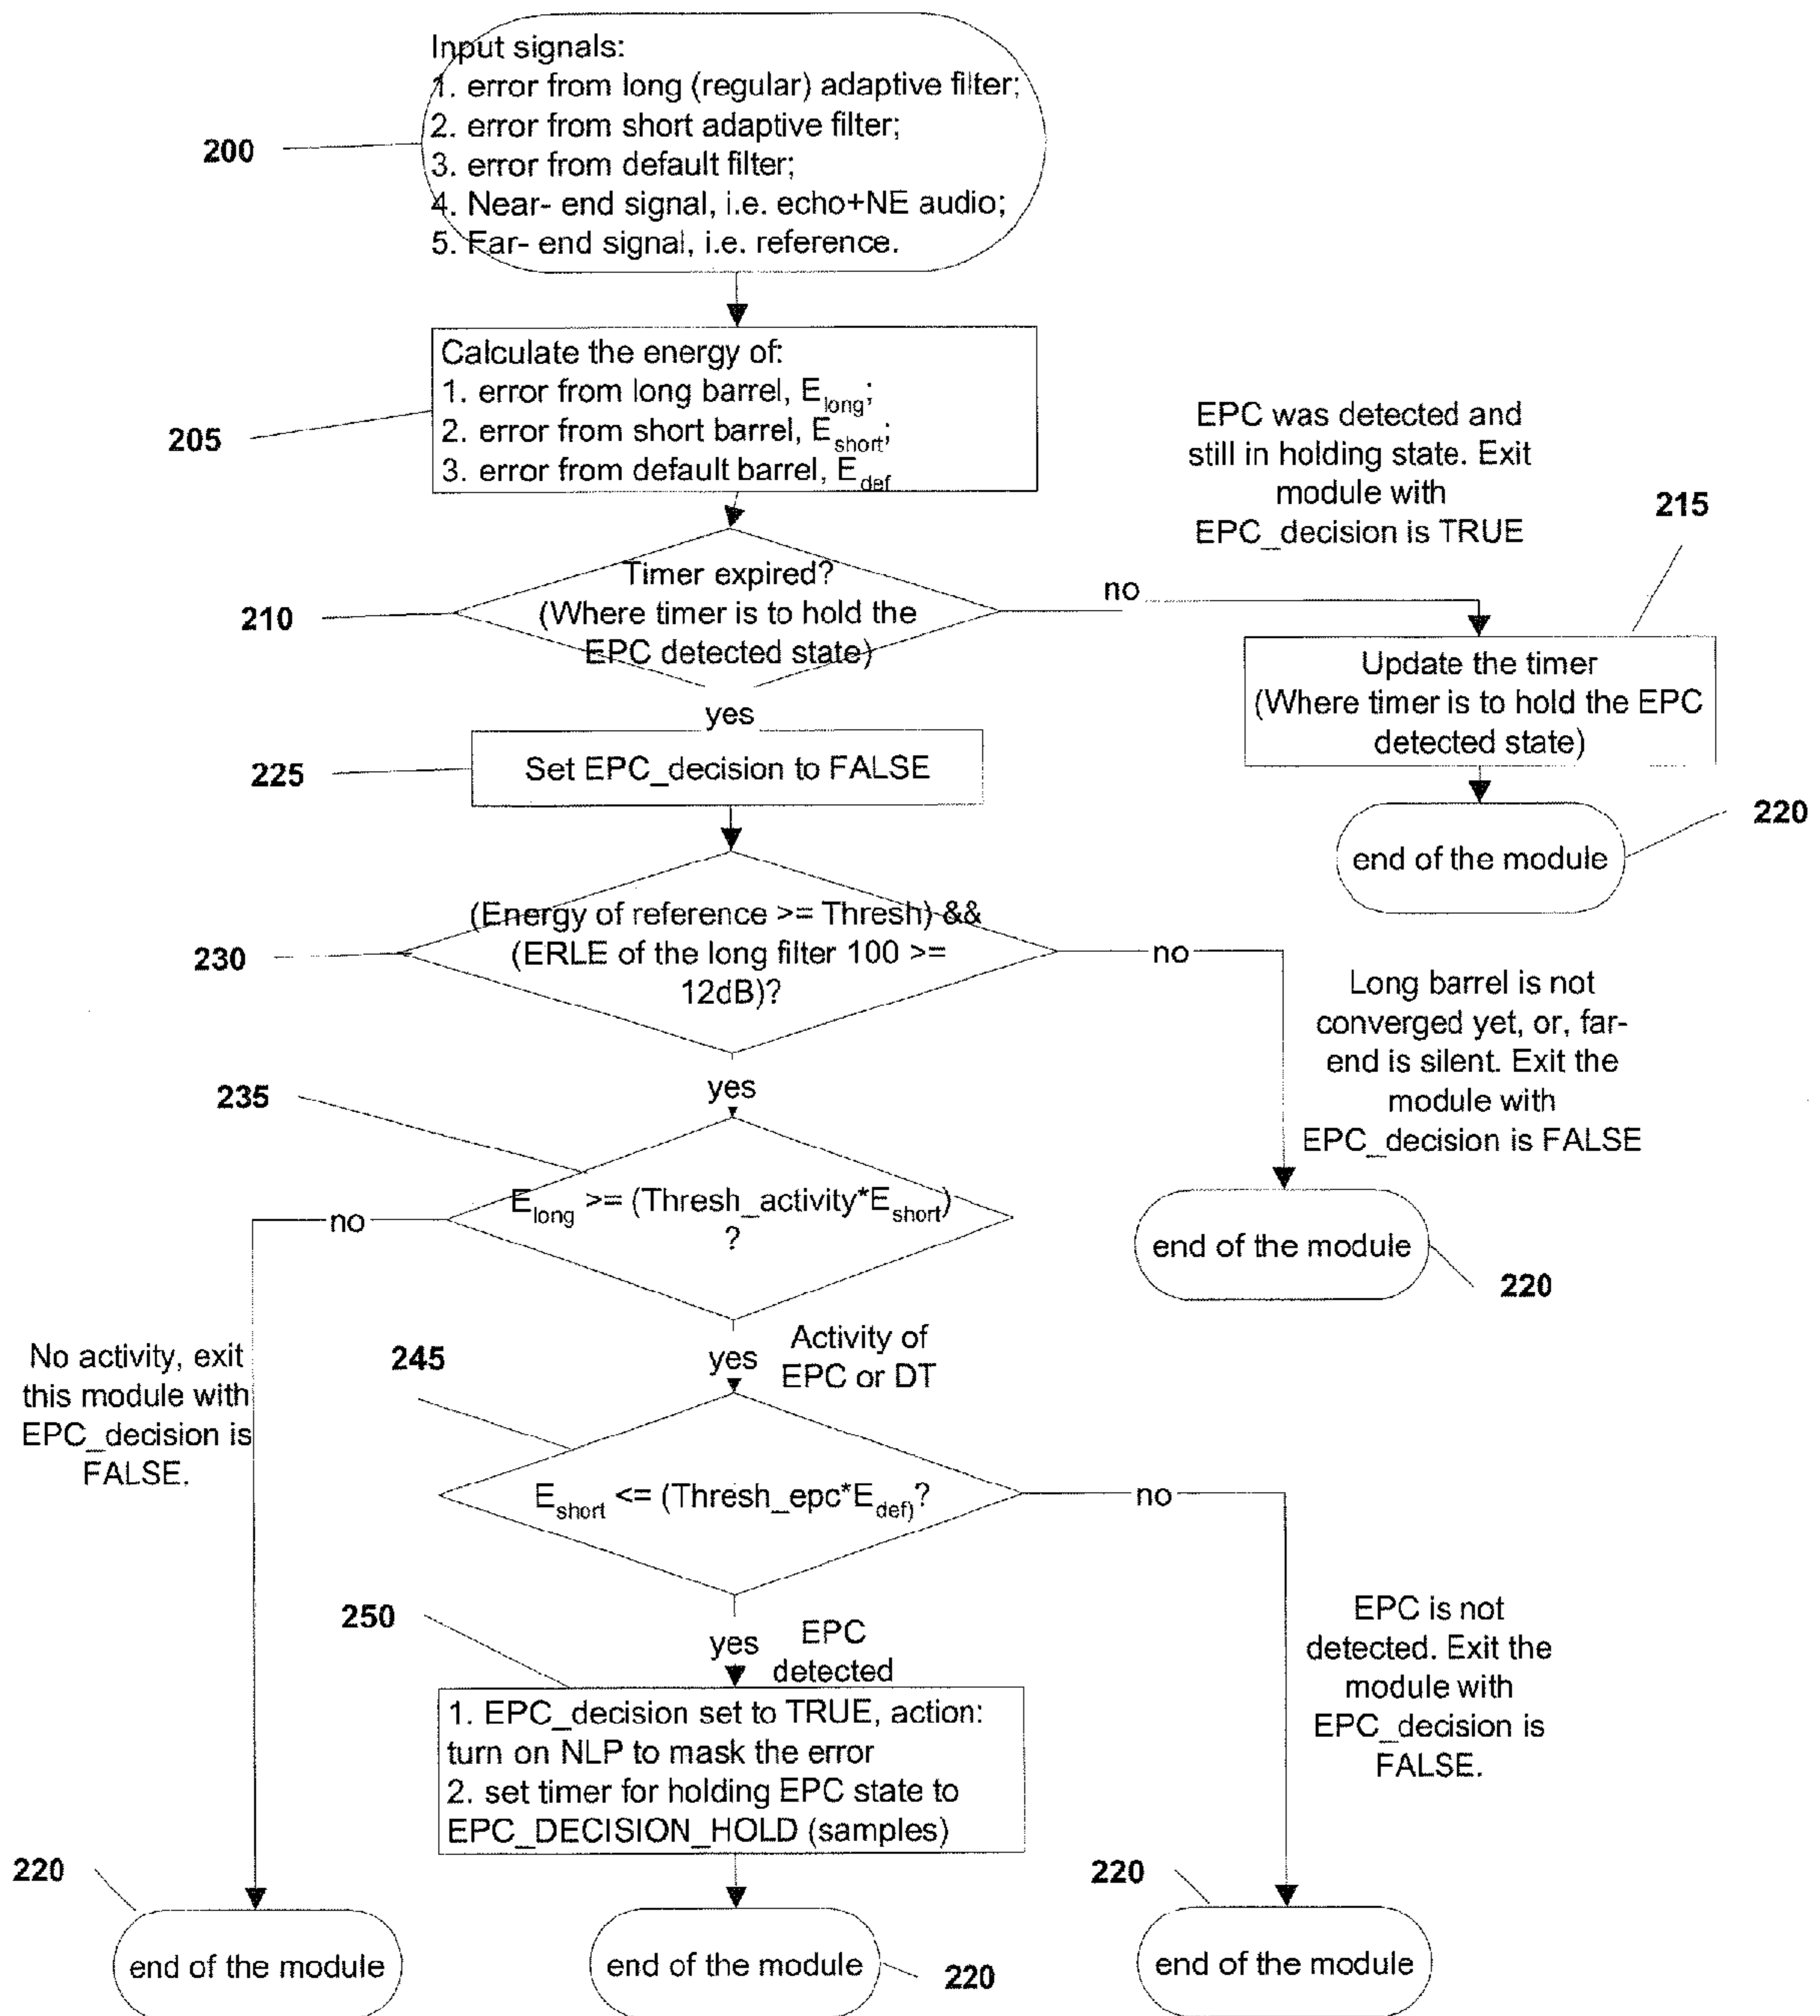 Input signals:
1. error from long (regular) adaptive filter;
2. error from short adaptive filter;
3. error from default filter;
4. Near- end signal, i.e. echo+NE audio;
5. Far- end signal, i.e. reference.
200
Calculate the energy of:
1. error from long barrel, E_long;
2. error from short barrel, E_short;
3. error from default barrel, E_def
205
EPC was detected and
still in holding state. Exit
module with
EPC_decision is TRUE
215
Timer expired?
(Where timer is to hold the
EPC detected state)
210
no
Update the timer
(Where timer is to hold the EPC
detected state)
yes
Set EPC_decision to FALSE
225
end of the module
220
(Energy of reference >= Thresh) &&
(ERLE of the long filter 100 >=
12dB)?
230
no
Long barrel is not
converged yet, or, far-
end is silent. Exit the
module with
EPC_decision is FALSE
yes
235
E_long >= (Thresh_activity*E_short)
?
no
end of the module
220
No activity, exit
this module with
EPC_decision is
FALSE.
yes
Activity of
EPC or DT
245
E_short <= (Thresh_epc*E_def)?
no
EPC is not
detected. Exit the
module with
EPC_decision is
FALSE.
250
yes
EPC
detected
1. EPC_decision set to TRUE, action:
turn on NLP to mask the error
2. set timer for holding EPC state to
EPC_DECISION_HOLD (samples)
220
end of the module
end of the module
220
220
end of the module